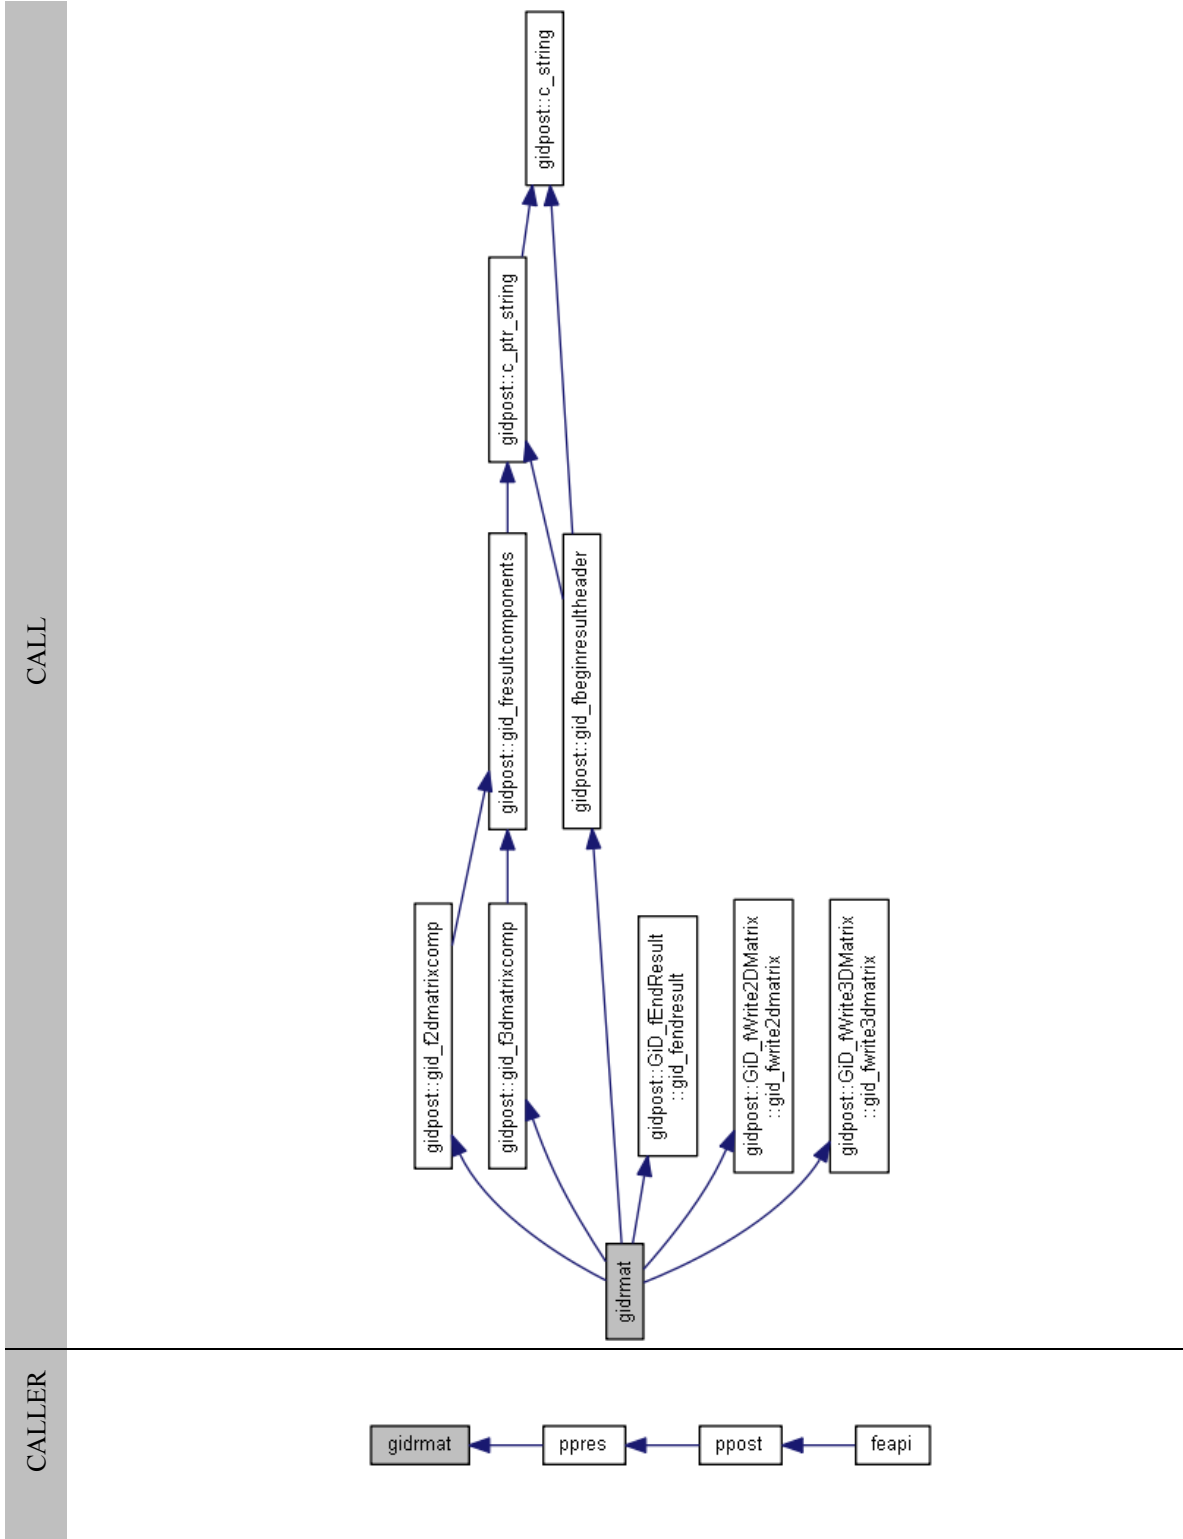 CALL
gidpost::c_string
gidpost::c_ptr_string
gidpost::gid_fresultcomponents
gidpost::gid_fbeginresultheader
gidpost::gid_f2dmatrixcomp
gidpost::gid_f3dmatrixcomp
gidpost::GiD_fEndResult
::gid_fendresult
gidpost::GiD_fWrite2DMatrix
::gid_fwrite2dmatrix
gidpost::GiD_fWrite3DMatrix
::gid_fwrite3dmatrix
gidrmat
CALLER
gidrmat
ppres
ppost
feapi